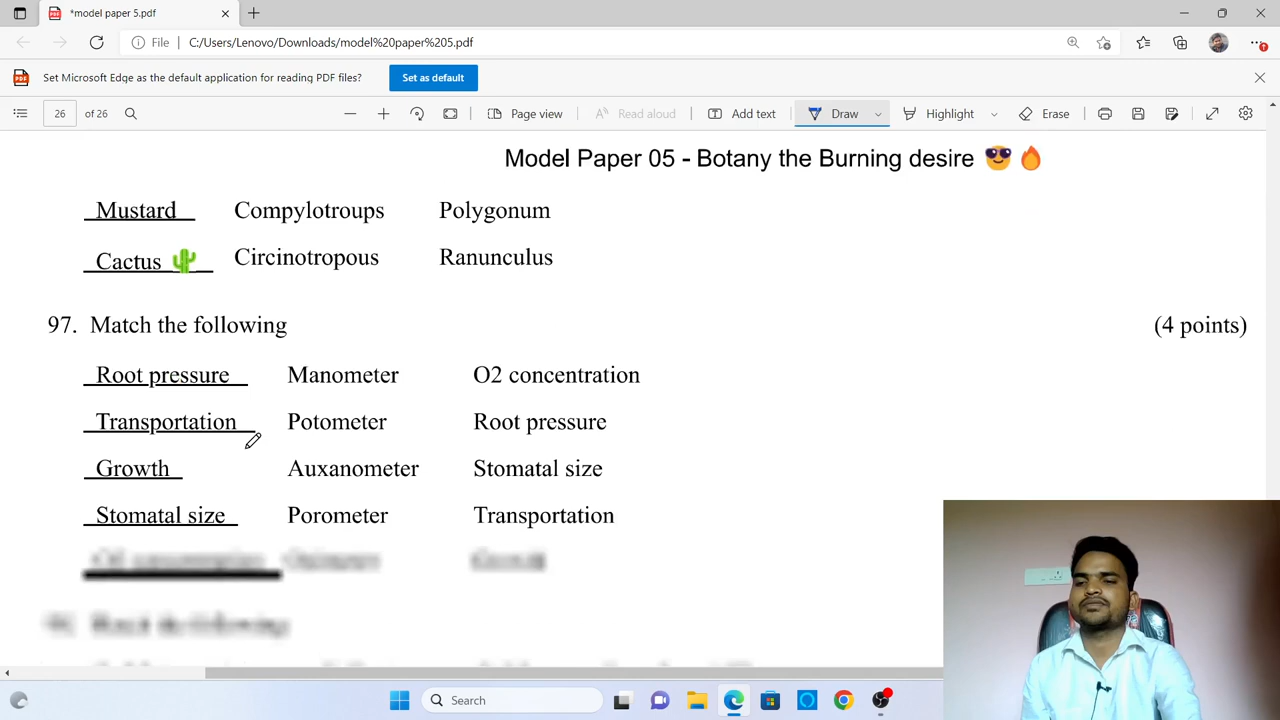 *model paper 5.pdf
File C:/Users/Lenovo/Downloads/model%20paper%205.pdf
Set Microsoft Edge as the default application for reading PDF files? Set as default
26 of 26 Page view Read aloud Add text Draw Highlight Erase
Model Paper 05 - Botany the Burning desire 😎 🔥
Mustard Compylotroups Polygonum
Cactus 🌵 Circinotropous Ranunculus
97. Match the following (4 points)
Root pressure Manometer O2 concentration
Transportation Potometer Root pressure
Growth Auxanometer Stomatal size
Stomatal size Porometer Transportation
Search